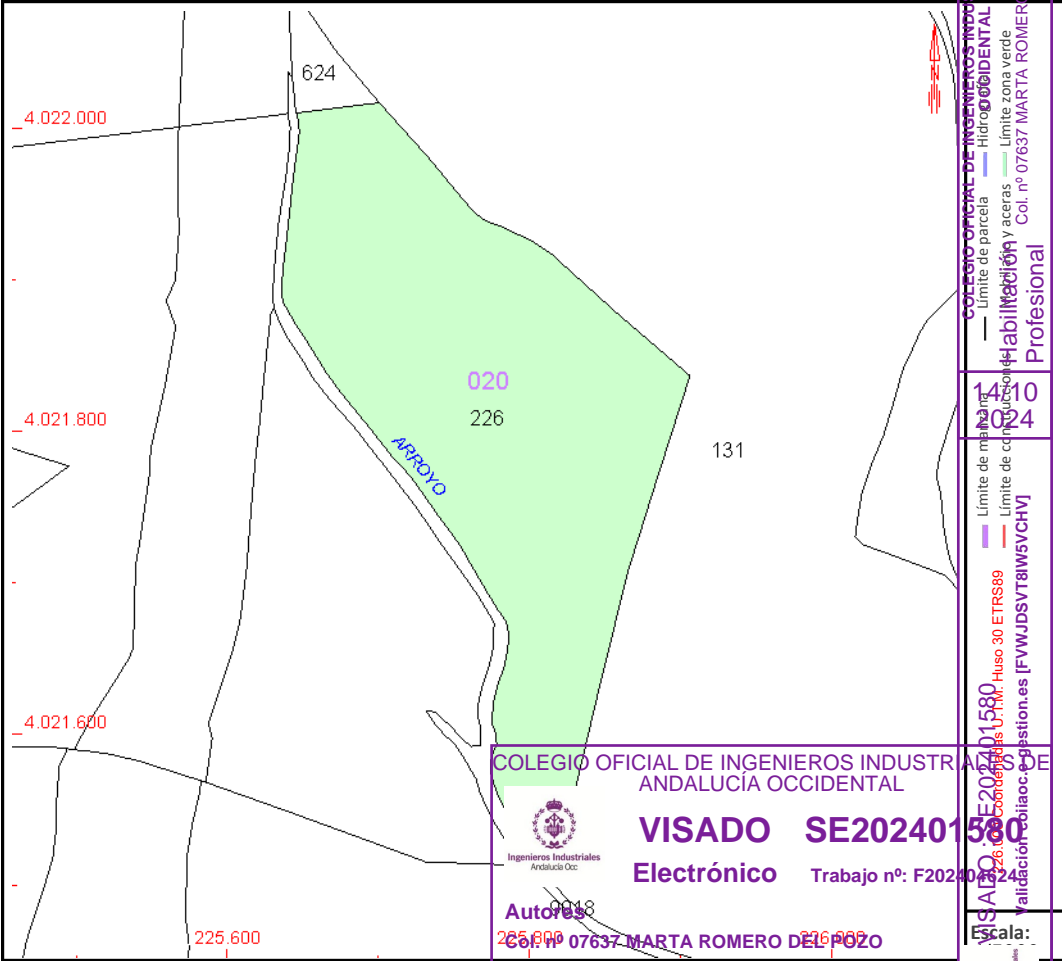 624
4.022.000
020
226
4.021.800
131
ARROYO
4.021.600
COLEGIO OFICIAL DE INGENIEROS INDUSTRIALES DE
ANDALUCÍA OCCIDENTAL
VISADO SE202401580
Electrónico Trabajo nº:
Ingenieros Industriales
Andalucía Occ
Autores
9018
Col. nº 07637 MARTA ROMERO DEL POZO
225.600
225.800
226.000
Escala:
COLEGIO OFICIAL DE INGENIEROS
OCCIDENTAL
Límite de parcela
Límite zona verde
Mobiliario y aceras
Col. nº 07637 MARTA ROMERO
Habilitación
Profesional
14/10
2024
Límite de manzana
Límite de construcciones
VISADO : SE202401580
Coordenadas U.T.M. Huso 30 ETRS89
Validación coiiaoc.e-gestion.es [FVWJDSVT8IW5VCHV]